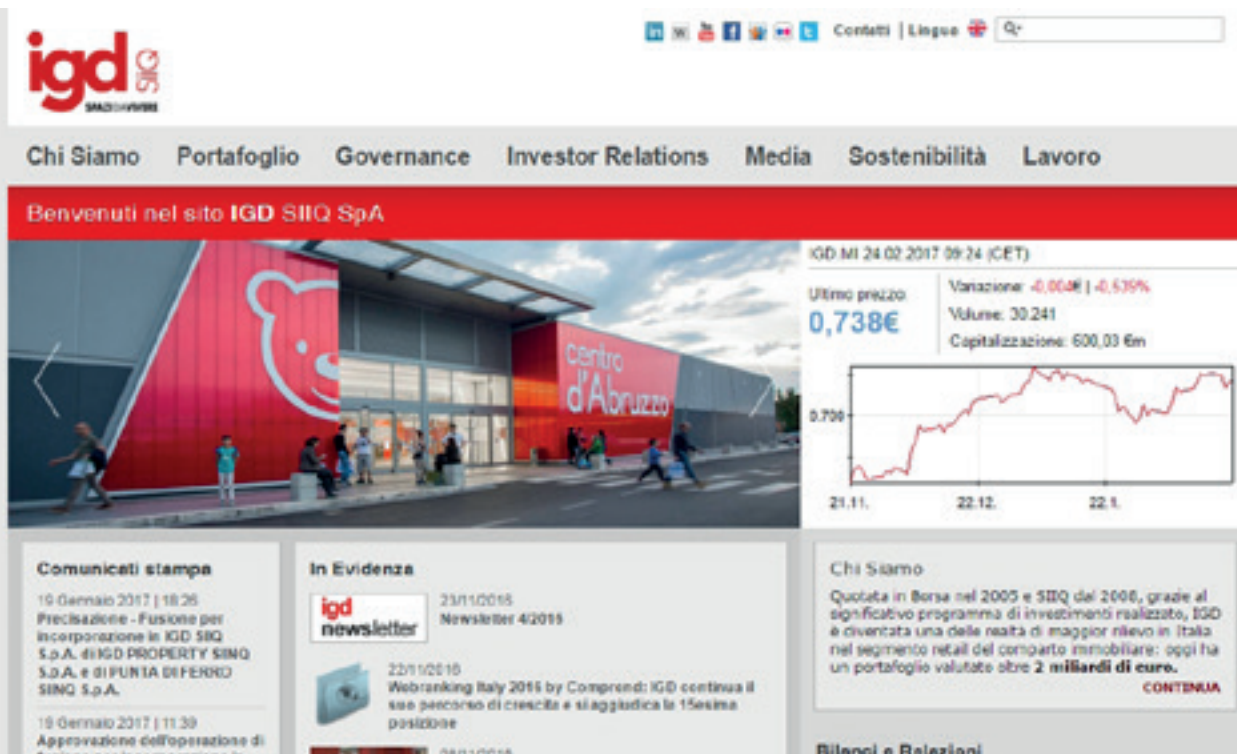 igd SIIQ
SPAZI DA VIVERE
Contatti | Lingua
Chi Siamo Portafoglio Governance Investor Relations Media Sostenibilità Lavoro
Benvenuti nel sito IGD SIIQ SpA
centro
d'Abruzzo
IGD.MI 24.02.2017 09:24 (CET)
Ultimo prezzo:
0,738€
Variazione: -0,004€ | -0,539%
Volume: 30.241
Capitalizzazione: 600,03 €m
0.700
21.11. 22.12. 22.1.
Comunicati stampa
19 Gennaio 2017 | 18:26
Precisazione - Fusione per
incorporazione in IGD SIIQ
S.p.A. di IGD PROPERTY SIINQ
S.p.A. e di PUNTA DI FERRO
SIINQ S.p.A.
19 Gennaio 2017 | 11:39
Approvazione dell'operazione di
In Evidenza
igd
newsletter
23/11/2016
Newsletter 4/2016
22/11/2016
Webranking Italy 2016 by Comprend: IGD continua il
suo percorso di crescita e si aggiudica la 15esima
posizione
Chi Siamo
Quotata in Borsa nel 2005 e SIIQ dal 2008, grazie al
significativo programma di investimenti realizzato, IGD
è diventata una delle realtà di maggior rilievo in Italia
nel segmento retail del comparto immobiliare: oggi ha
un portafoglio valutato oltre 2 miliardi di euro.
CONTINUA
Bilanci e Relazioni